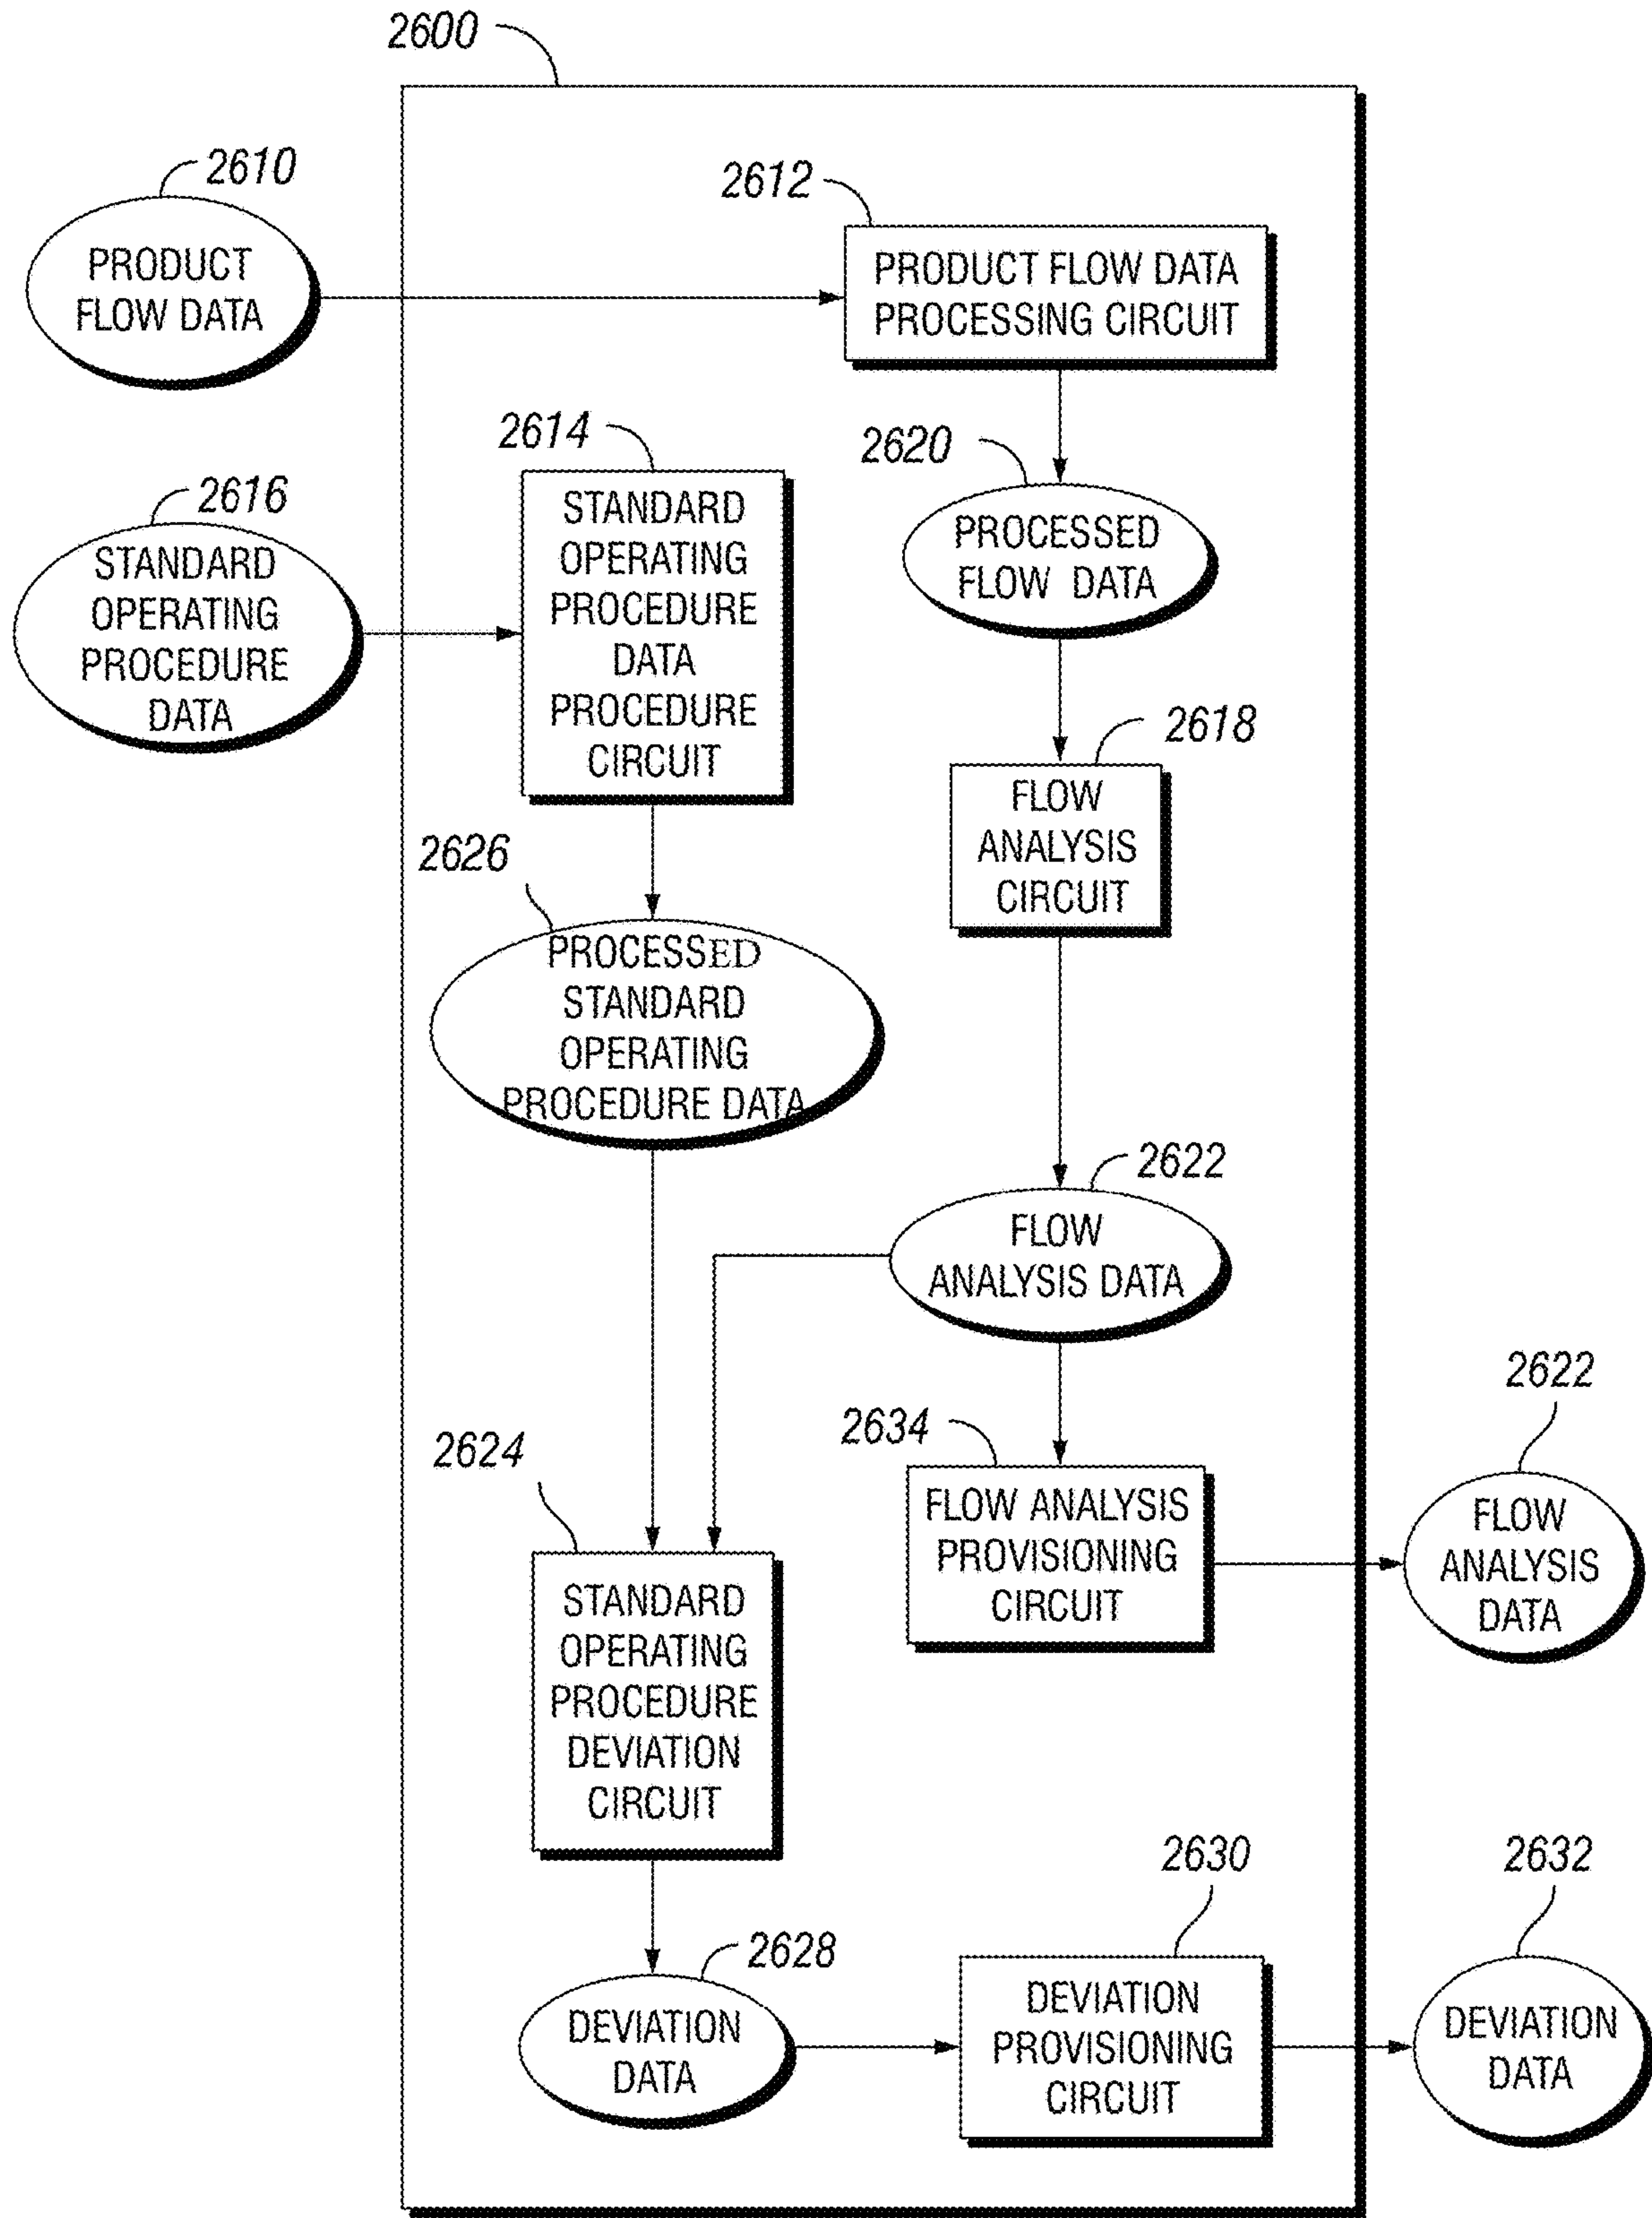 2600
2610
PRODUCT
FLOW DATA
2612
PRODUCT FLOW DATA
PROCESSING CIRCUIT
2614
STANDARD
OPERATING
PROCEDURE
DATA
PROCEDURE
CIRCUIT
2616
STANDARD
OPERATING
PROCEDURE
DATA
2620
PROCESSED
FLOW DATA
2618
FLOW
ANALYSIS
CIRCUIT
2626
PROCESSED
STANDARD
OPERATING
PROCEDURE DATA
2622
FLOW
ANALYSIS DATA
2624
STANDARD
OPERATING
PROCEDURE
DEVIATION
CIRCUIT
2634
FLOW ANALYSIS
PROVISIONING
CIRCUIT
2622
FLOW
ANALYSIS
DATA
2628
DEVIATION
DATA
2630
DEVIATION
PROVISIONING
CIRCUIT
2632
DEVIATION
DATA